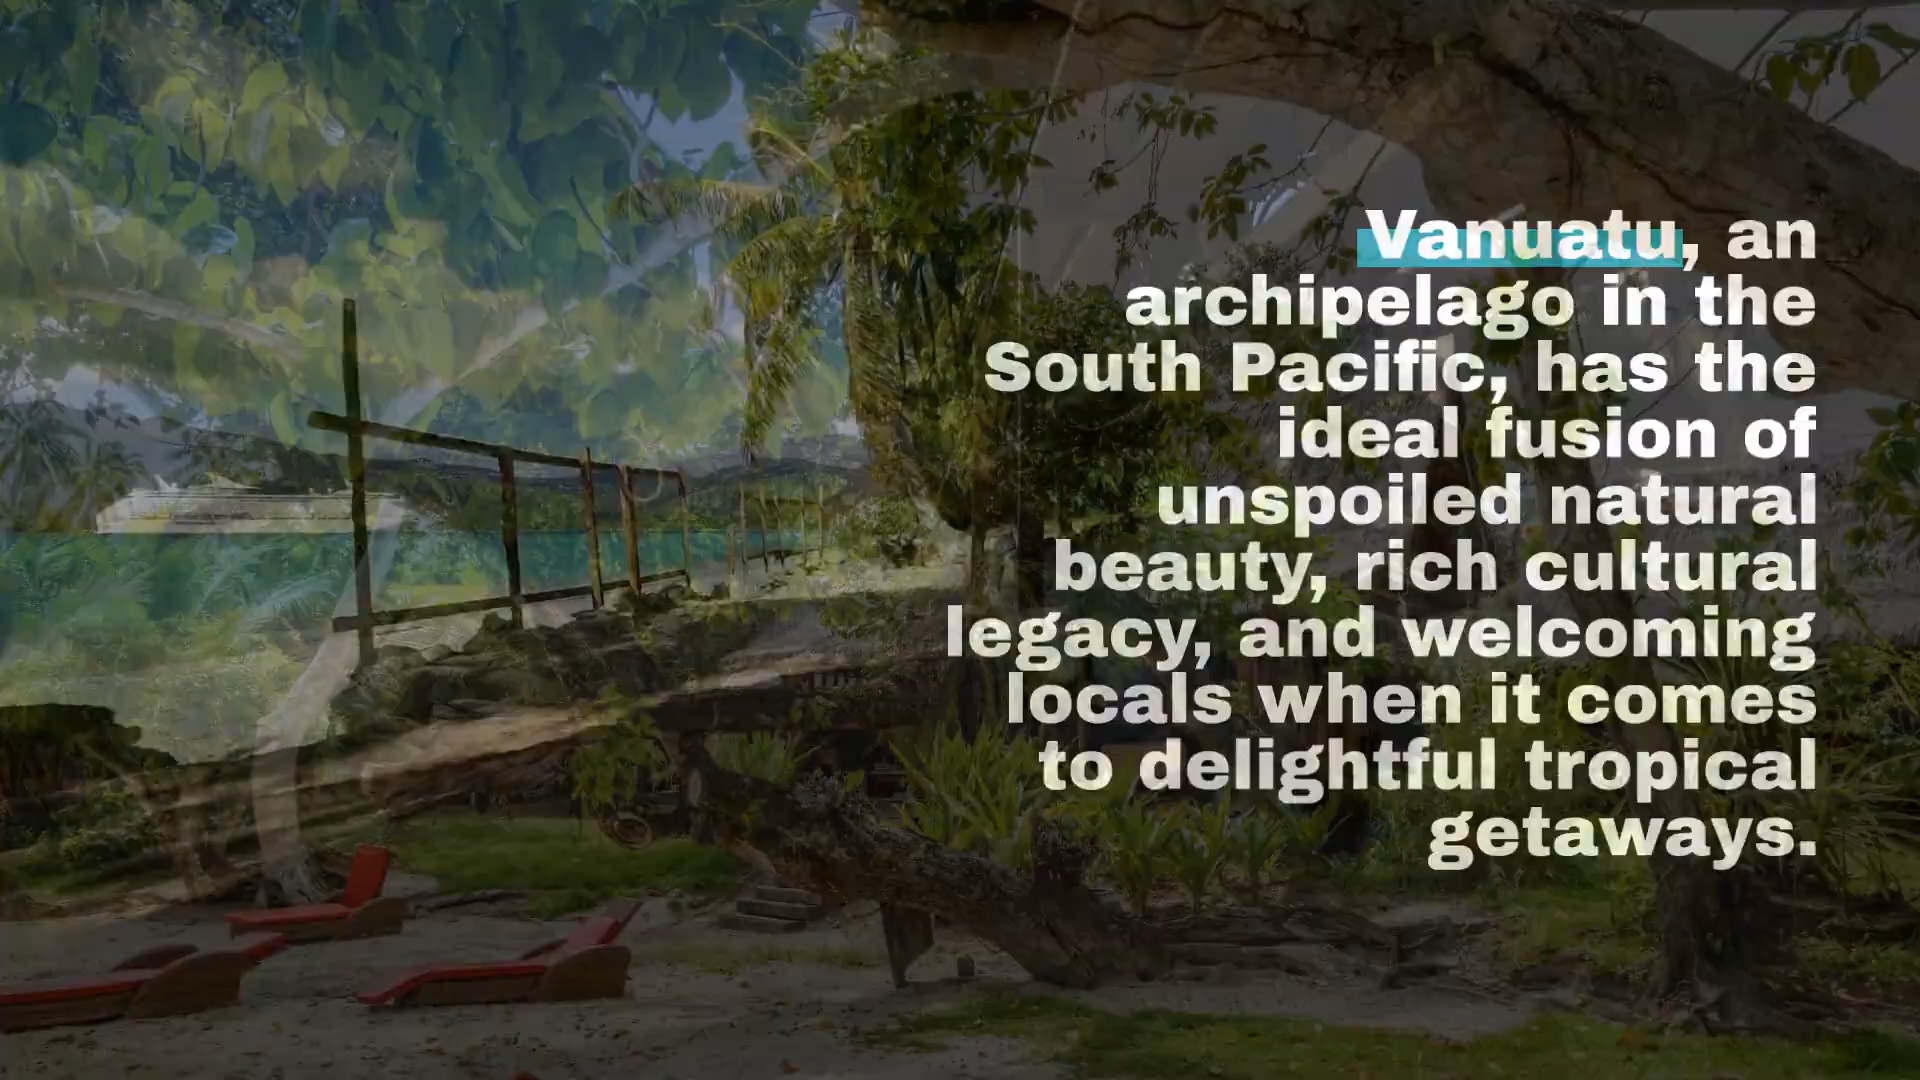 Vanuatu, an
archipelago in the
South Pacific, has the
ideal fusion of
unspoiled natural
beauty, rich cultural
legacy, and welcoming
locals when it comes
to delightful tropical
getaways.